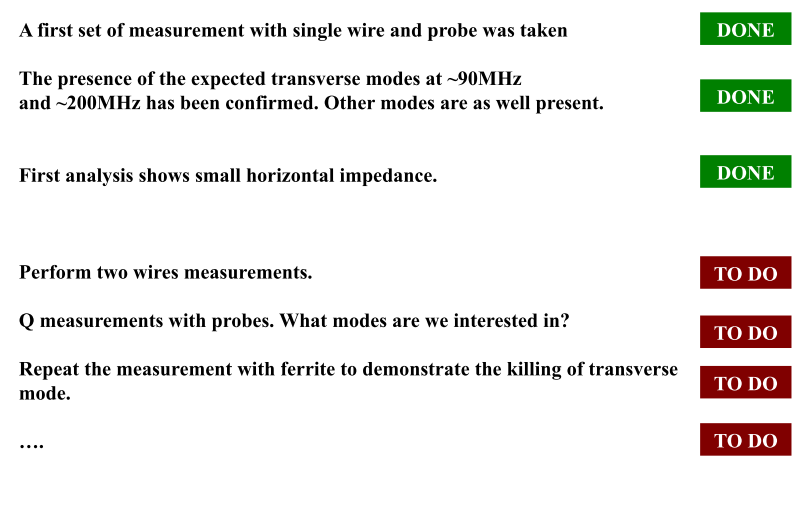 A first set of measurement with single wire and probe was taken DONE
The presence of the expected transverse modes at ~90MHz
and ~200MHz has been confirmed. Other modes are as well present. DONE
First analysis shows small horizontal impedance. DONE
Perform two wires measurements. TO DO
Q measurements with probes. What modes are we interested in? TO DO
Repeat the measurement with ferrite to demonstrate the killing of transverse
mode. TO DO
…. TO DO